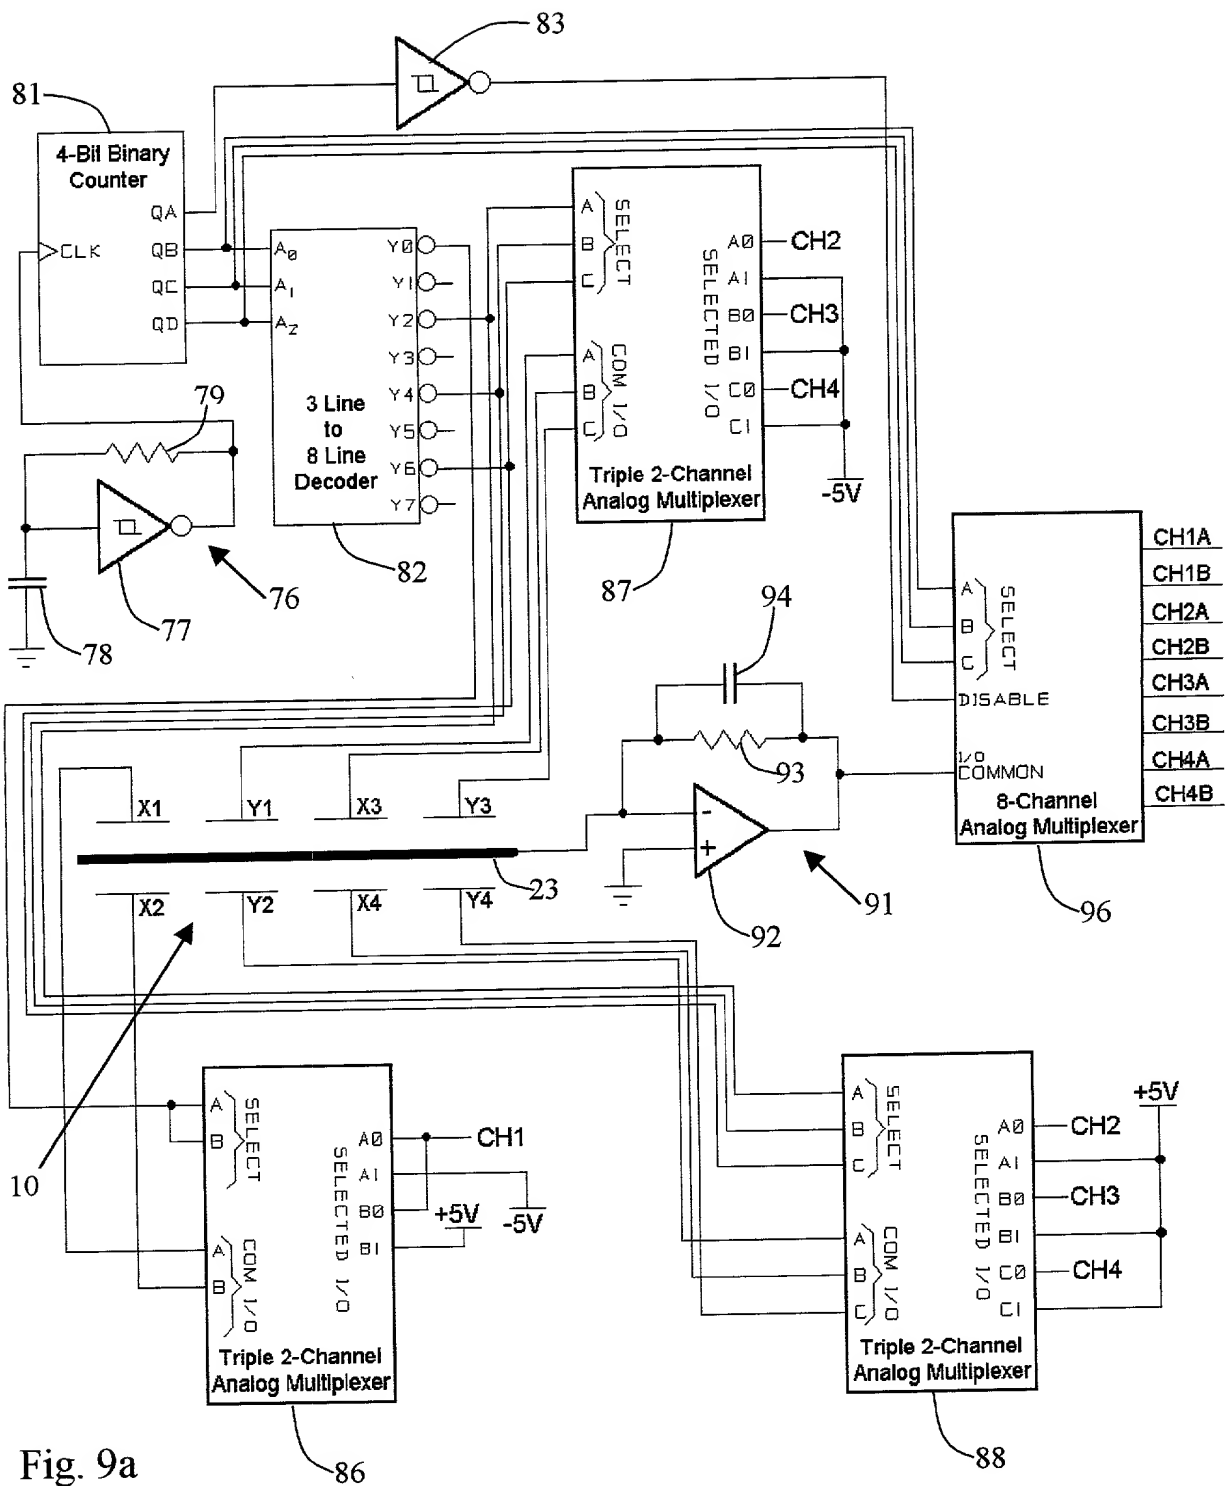 83
81
4-Bit Binary
Counter
QA
CLK
QB
QC
QD
A0
A1
A2
Y0
Y1
Y2
Y3
Y4
Y5
Y6
Y7
3 Line
to
8 Line
Decoder
82
A
B
C
SELECT
A
B
C
COM I/O
SELECTED I/O
A0
CH2
A1
B0
CH3
B1
C0
CH4
C1
-5V
Triple 2-Channel
Analog Multiplexer
87
79
76
77
78
94
93
91
92
A
B
C
SELECT
DISABLE
I/O
COMMON
8-Channel
Analog Multiplexer
96
CH1A
CH1B
CH2A
CH2B
CH3A
CH3B
CH4A
CH4B
X1
Y1
X3
Y3
X2
Y2
X4
Y4
23
-
+
10
A
B
SELECT
A
B
COM I/O
SELECTED I/O
A0
CH1
A1
-5V
B0
+5V
B1
Triple 2-Channel
Analog Multiplexer
86
A
B
C
SELECT
A
B
C
COM I/O
SELECTED I/O
+5V
A0
CH2
A1
B0
CH3
B1
C0
CH4
C1
Triple 2-Channel
Analog Multiplexer
88
Fig. 9a